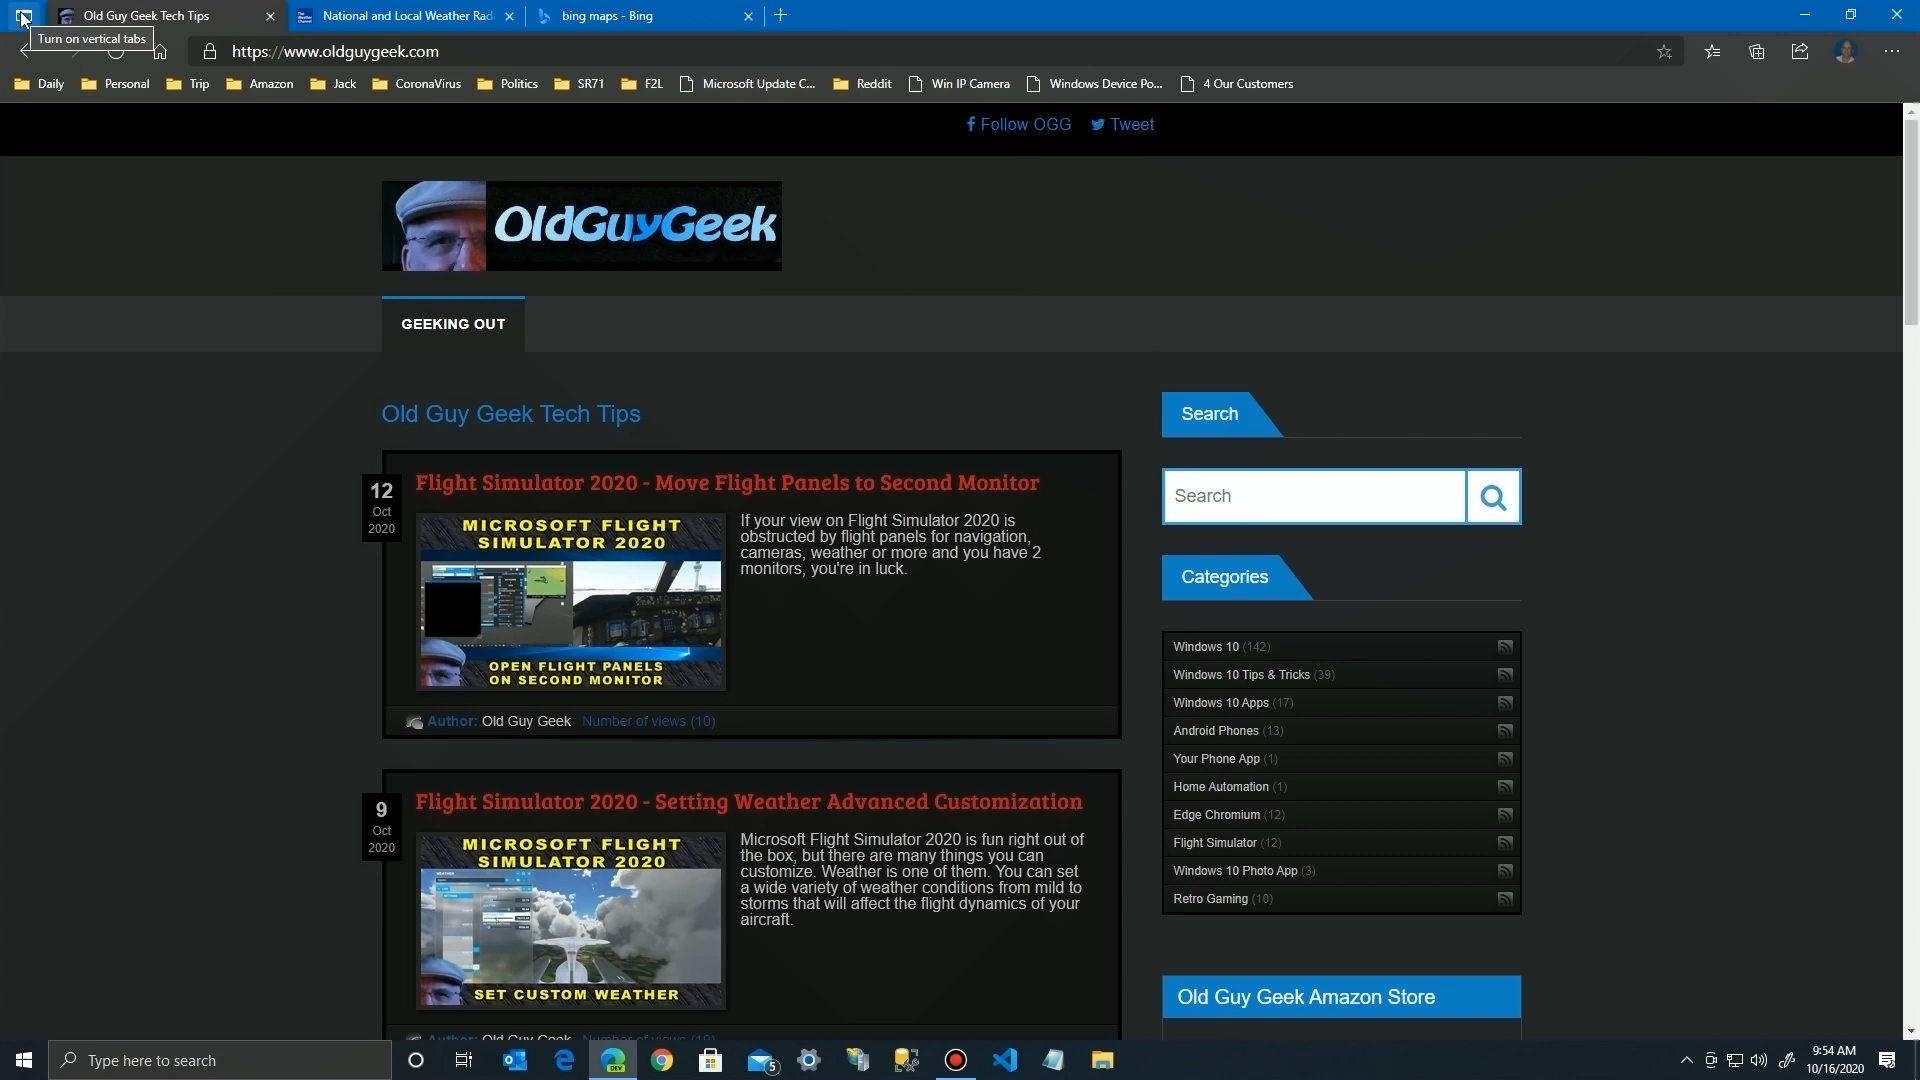 Old Guy Geek Tech Tips
National and Local Weather Rad
bing maps - Bing
Turn on vertical tabs
https://www.oldguygeek.com
Daily
Personal
Trip
Amazon
Jack
CoronaVirus
Politics
SR71
F2L
Microsoft Update C...
Reddit
Win IP Camera
Windows Device Po...
4 Our Customers
Follow OGG
Tweet
OldGuyGeek
GEEKING OUT
Old Guy Geek Tech Tips
12
Oct
2020
Flight Simulator 2020 - Move Flight Panels to Second Monitor
MICROSOFT FLIGHT
SIMULATOR 2020
OPEN FLIGHT PANELS
ON SECOND MONITOR
If your view on Flight Simulator 2020 is
obstructed by flight panels for navigation,
cameras, weather or more and you have 2
monitors, you're in luck.
Author: Old Guy Geek Number of views (10)
9
Oct
2020
Flight Simulator 2020 - Setting Weather Advanced Customization
MICROSOFT FLIGHT
SIMULATOR 2020
SET CUSTOM WEATHER
Microsoft Flight Simulator 2020 is fun right out of
the box, but there are many things you can
customize. Weather is one of them. You can set
a wide variety of weather conditions from mild to
storms that will affect the flight dynamics of your
aircraft.
Author: Old Guy Geek Number of views (19)
Search
Search
Categories
Windows 10 (142)
Windows 10 Tips & Tricks (39)
Windows 10 Apps (17)
Android Phones (13)
Your Phone App (1)
Home Automation (1)
Edge Chromium (12)
Flight Simulator (12)
Windows 10 Photo App (3)
Retro Gaming (10)
Old Guy Geek Amazon Store
Type here to search
DEV
5
9:54 AM
10/16/2020